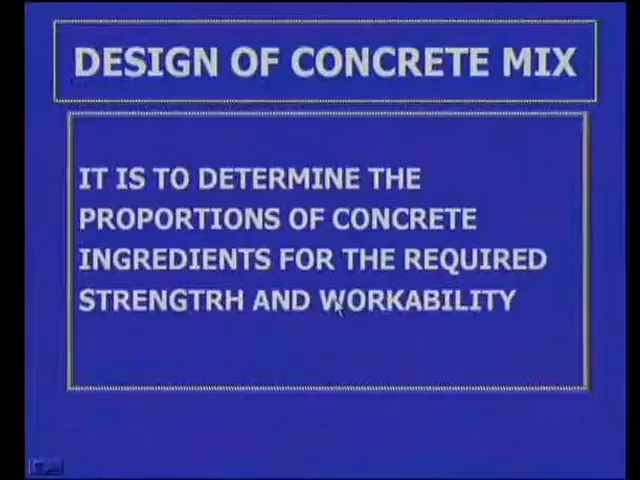 DESIGN OF CONCRETE MIX
IT IS TO DETERMINE THE
PROPORTIONS OF CONCRETE
INGREDIENTS FOR THE REQUIRED
STRENGTRH AND WORKABILITY